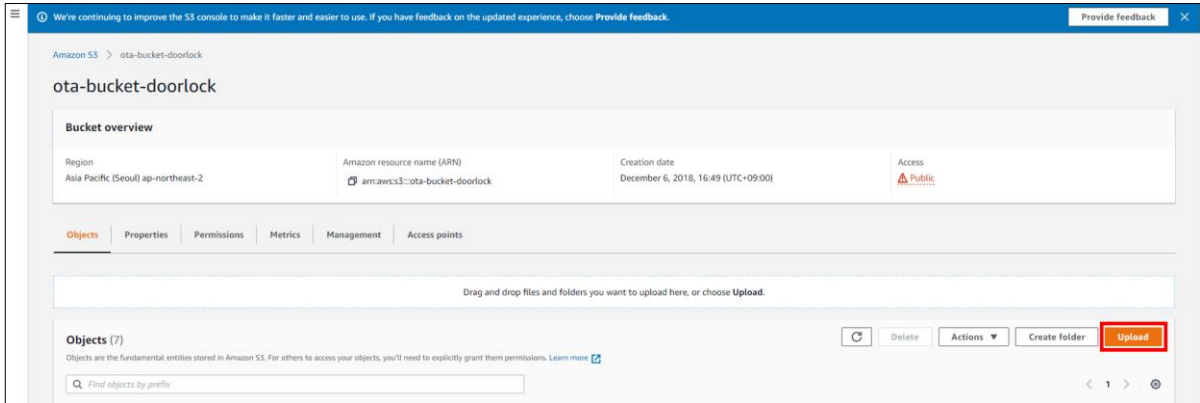 We're continuing to improve the S3 console to make it faster and easier to use. If you have feedback on the updated experience, choose Provide feedback.
Provide feedback
Amazon S3 > ota-bucket-doorlock
ota-bucket-doorlock
Bucket overview
Region
Asia Pacific (Seoul) ap-northeast-2
Amazon resource name (ARN)
arn:aws:s3:::ota-bucket-doorlock
Creation date
December 6, 2018, 16:49 (UTC+09:00)
Access
Public
Objects
Properties
Permissions
Metrics
Management
Access points
Drag and drop files and folders you want to upload here, or choose Upload.
Objects (7)
Delete
Actions
Create folder
Upload
Objects are the fundamental entities stored in Amazon S3. For others to access your objects, you'll need to explicitly grant them permissions. Learn more
Find objects by prefix
< 1 >